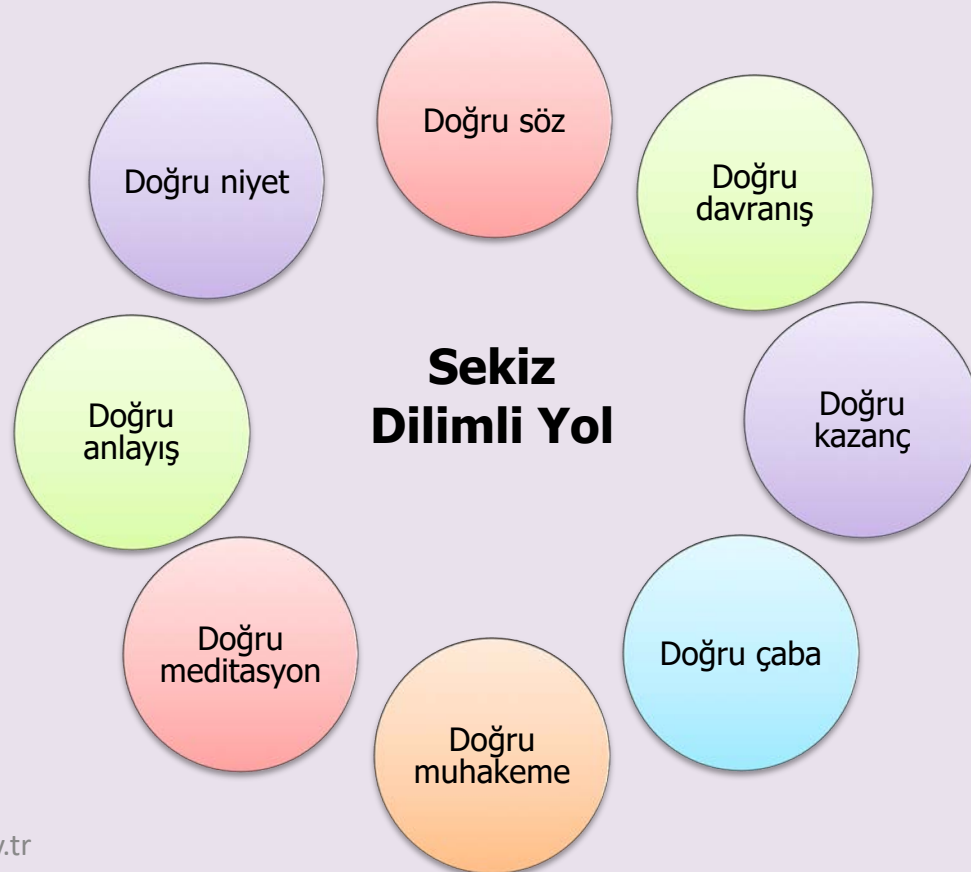 Doğru söz
Doğru niyet
Doğru
davranış
Sekiz
Dilimli Yol
Doğru
anlayış
Doğru
kazanç
Doğru
meditasyon
Doğru çaba
Doğru
muhakeme
.tr